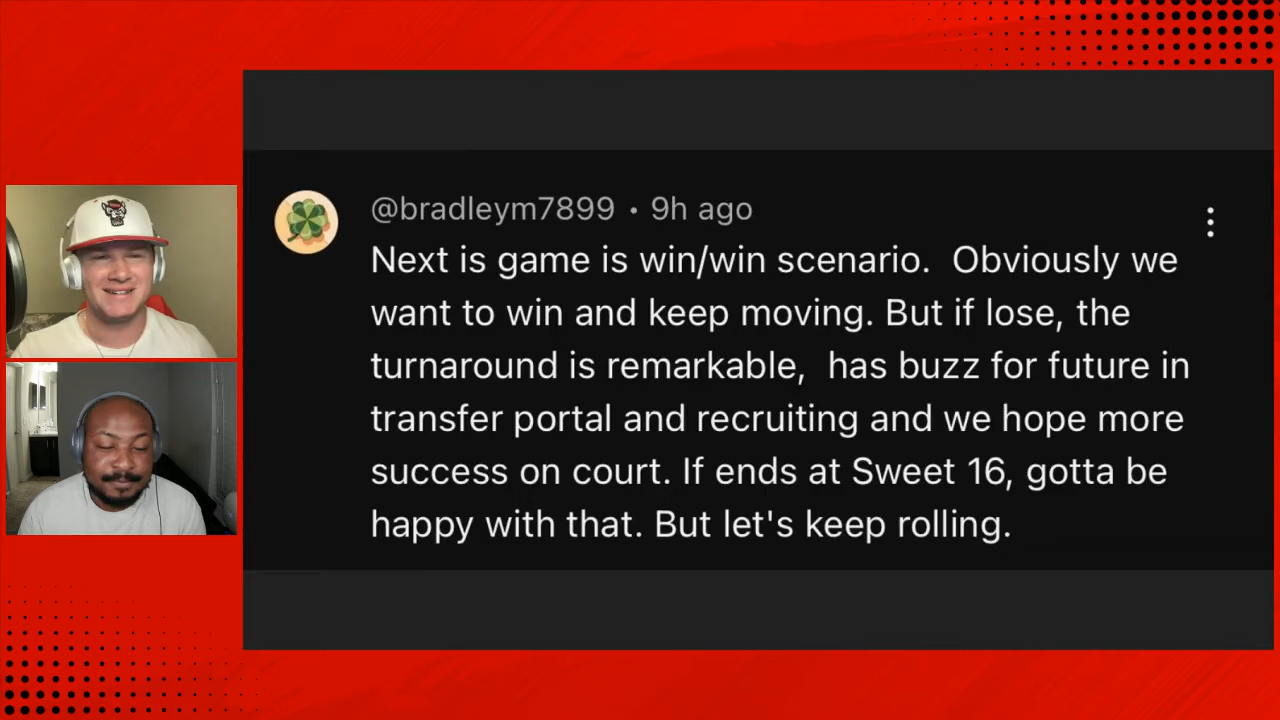 @bradleym7899 • 9h ago
Next is game is win/win scenario.  Obviously we
want to win and keep moving. But if lose, the
turnaround is remarkable,  has buzz for future in
transfer portal and recruiting and we hope more
success on court. If ends at Sweet 16, gotta be
happy with that. But let's keep rolling.